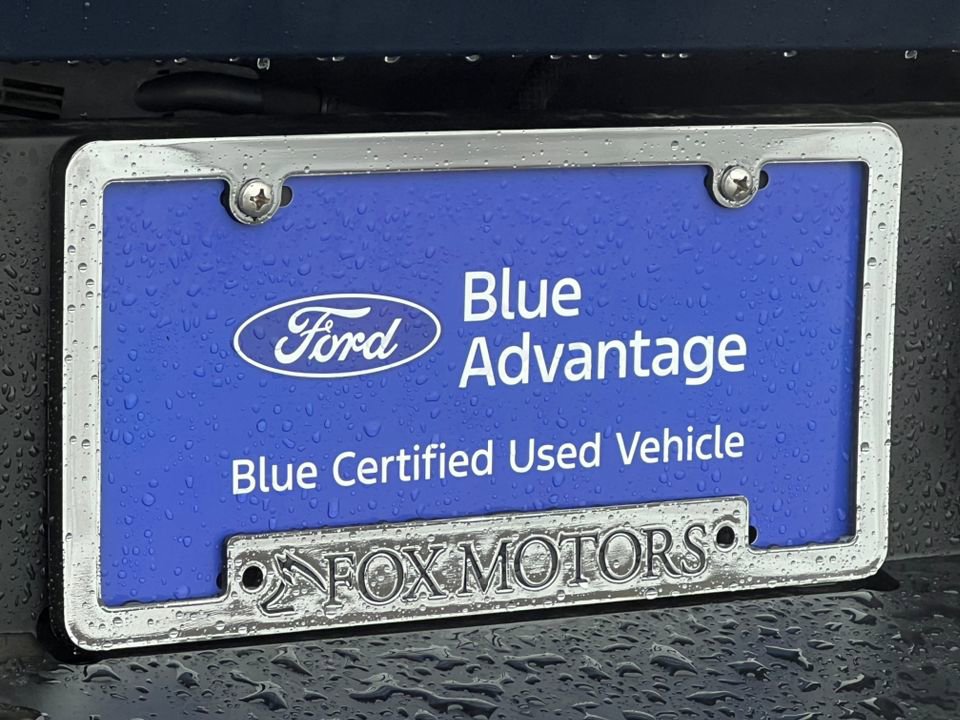 Ford
Blue
Advantage
Blue Certified Used Vehicle
FOX MOTORS